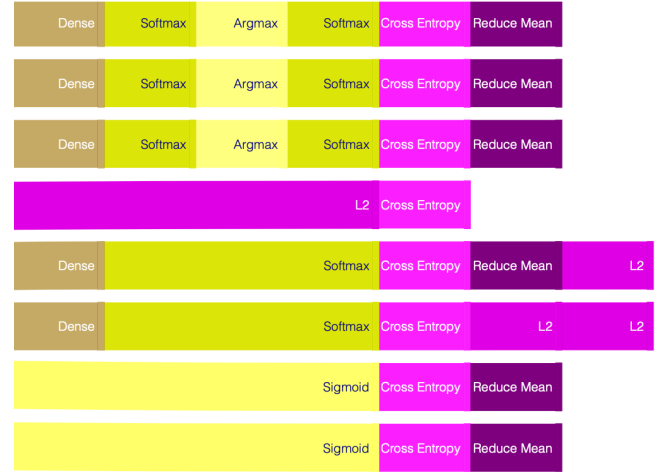 Dense Softmax Argmax Softmax Cross Entropy Reduce Mean
Dense Softmax Argmax Softmax Cross Entropy Reduce Mean
Dense Softmax Argmax Softmax Cross Entropy Reduce Mean
L2 Cross Entropy
Dense Softmax Cross Entropy Reduce Mean L2
Dense Softmax Cross Entropy L2 L2
Sigmoid Cross Entropy Reduce Mean
Sigmoid Cross Entropy Reduce Mean